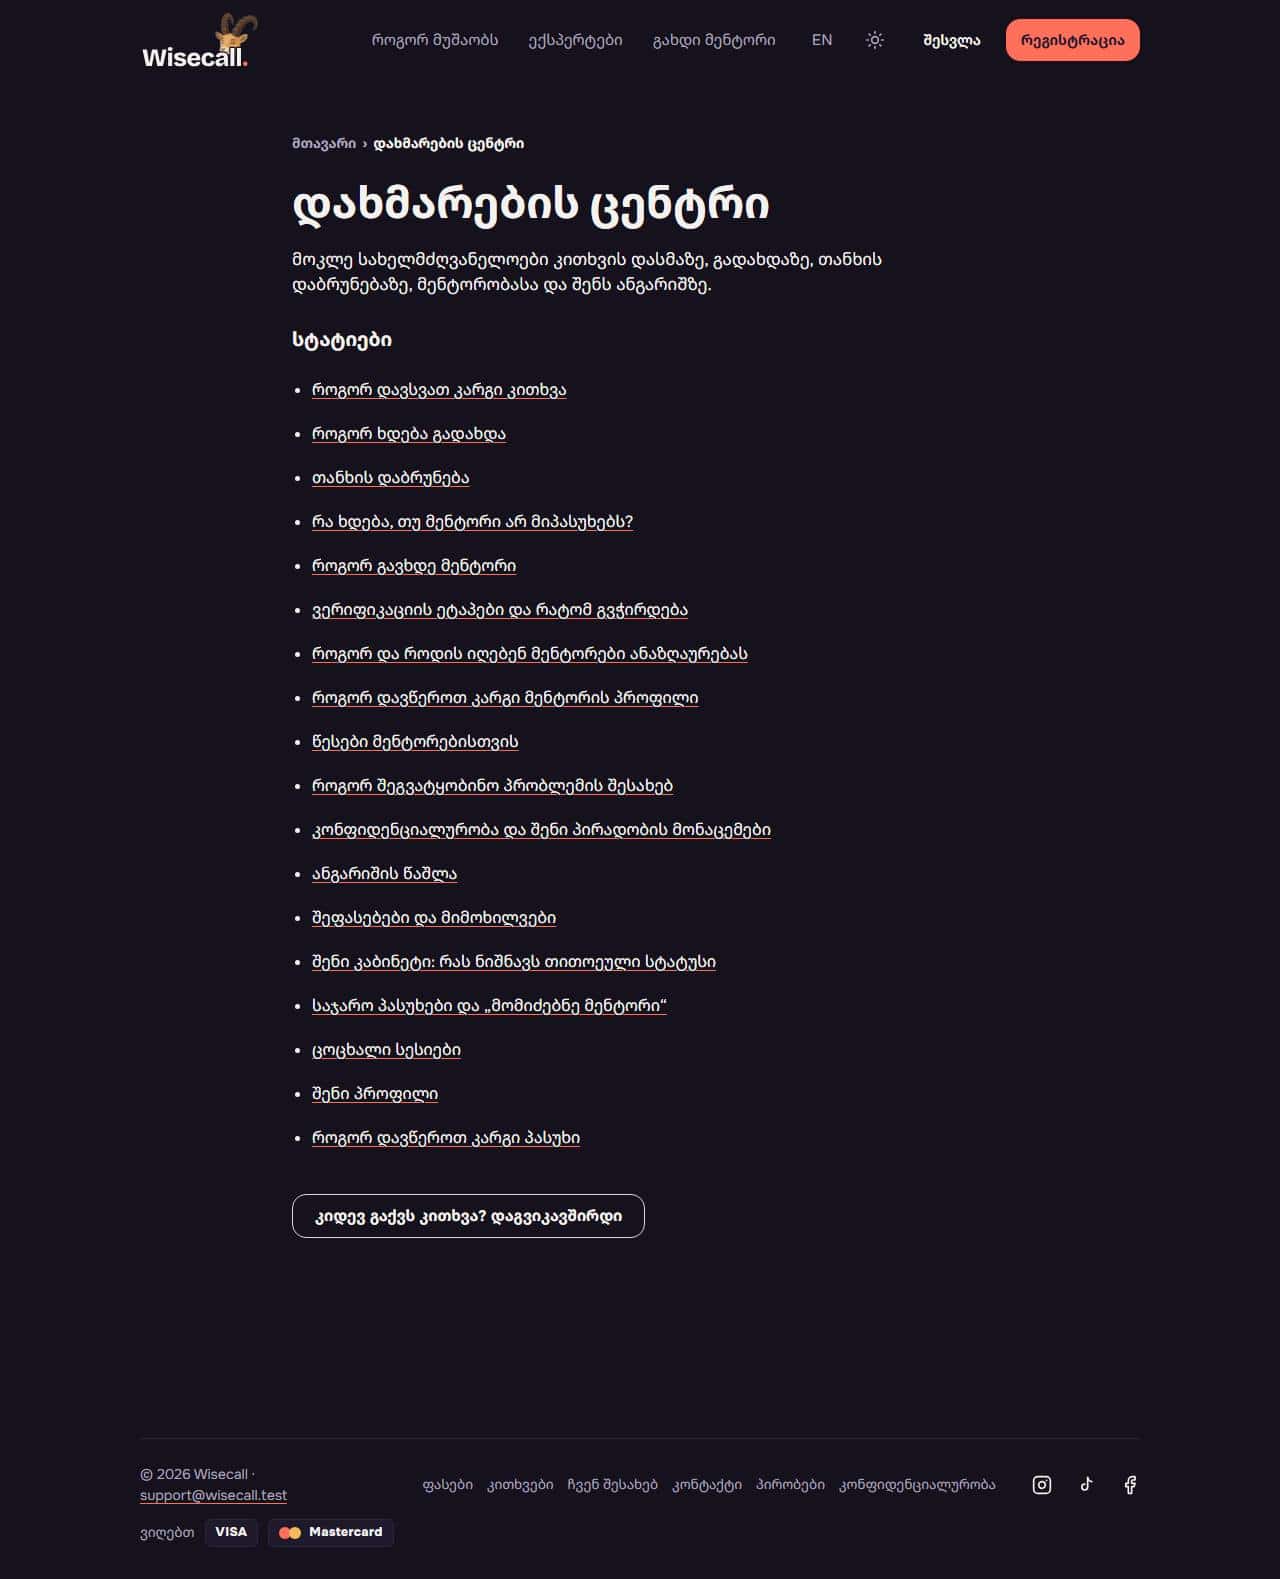 Wisecall.
როგორ მუშაობს
ექსპერტები
გახდი მენტორი
EN
შესვლა
რეგისტრაცია
მთავარი › დახმარების ცენტრი
დახმარების ცენტრი
მოკლე სახელმძღვანელოები კითხვის დასმაზე, გადახდაზე, თანხის
დაბრუნებაზე, მენტორობასა და შენს ანგარიშზე.
სტატიები
• როგორ დავსვათ კარგი კითხვა
• როგორ ხდება გადახდა
• თანხის დაბრუნება
• რა ხდება, თუ მენტორი არ მიპასუხებს?
• როგორ გავხდე მენტორი
• ვერიფიკაციის ეტაპები და რატომ გვჭირდება
• როგორ და როდის იღებენ მენტორები ანაზღაურებას
• როგორ დავწეროთ კარგი მენტორის პროფილი
• წესები მენტორებისთვის
• როგორ შეგვატყობინო პრობლემის შესახებ
• კონფიდენციალურობა და შენი პირადობის მონაცემები
• ანგარიშის წაშლა
• შეფასებები და მიმოხილვები
• შენი კაბინეტი: რას ნიშნავს თითოეული სტატუსი
• საჯარო პასუხები და „მომიძებნე მენტორი“
• ცოცხალი სესიები
• შენი პროფილი
• როგორ დავწეროთ კარგი პასუხი
კიდევ გაქვს კითხვა? დაგვიკავშირდი
© 2026 Wisecall ·
support@wisecall.test
ფასები
კითხვები
ჩვენ შესახებ
კონტაქტი
პირობები
კონფიდენციალურობა
ვიღებთ
VISA
Mastercard